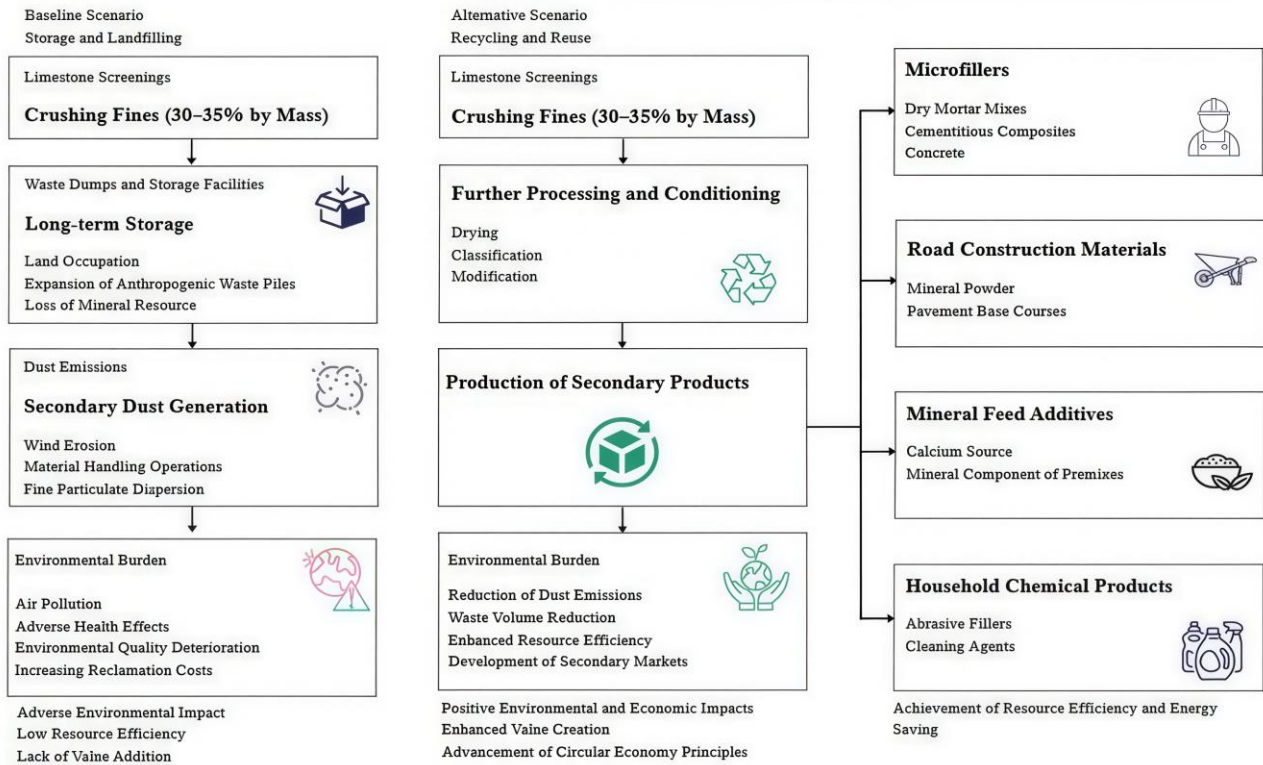 Baseline Scenario
Storage and Landfilling
Limestone Screenings
Crushing Fines (30–35% by Mass)
Waste Dumps and Storage Facilities
Long-term Storage
Land Occupation
Expansion of Anthropogenic Waste Piles
Loss of Mineral Resource
Dust Emissions
Secondary Dust Generation
Wind Erosion
Material Handling Operations
Fine Particulate Dizpersion
Environmental Burden
Air Pollution
Adverse Health Effects
Environmental Quality Deterioration
Increasing Reclamation Costs
Adverse Environmental Impact
Low Resource Efficiency
Lack of Vaine Addition
Alternative Scenario
Recycling and Reuse
Limestone Screenings
Crushing Fines (30–35% by Mass)
Further Processing and Conditioning
Drying
Classification
Modification
Production of Secondary Products
Environmental Burden
Reduction of Dust Emissions
Waste Volume Reduction
Enhanced Resource Efficiency
Development of Secondary Markets
Positive Environmental and Economic Impacts
Enhanced Vaine Creation
Advancement of Circular Economy Principles
Microfillers
Dry Mortar Mixes
Cementitious Composites
Concrete
Road Construction Materials
Mineral Powder
Pavement Base Courses
Mineral Feed Additives
Calcium Source
Mineral Component of Premixes
Household Chemical Products
Abrasive Fillers
Cleaning Agents
Achievement of Resource Efficiency and Energy
Saving